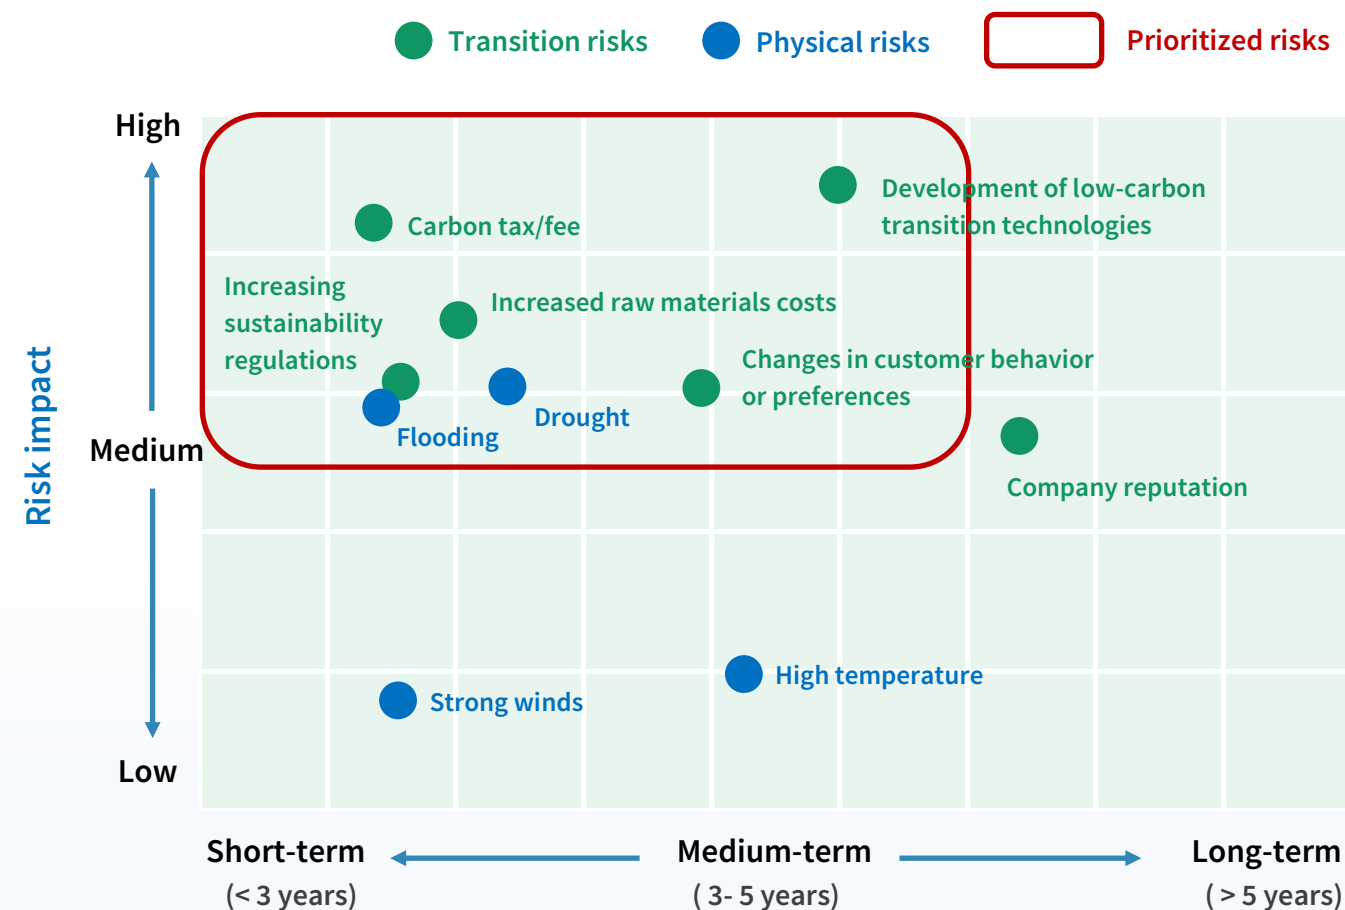 Transition risks
Physical risks
Prioritized risks
High
Development of low-carbon
transition technologies
Carbon tax/fee
Increasing
sustainability
regulations
Increased raw materials costs
Changes in customer behavior
or preferences
Drought
Flooding
Risk impact
Medium
Company reputation
High temperature
Strong winds
Low
Short-term
(< 3 years)
Medium-term
( 3- 5 years)
Long-term
( > 5 years)